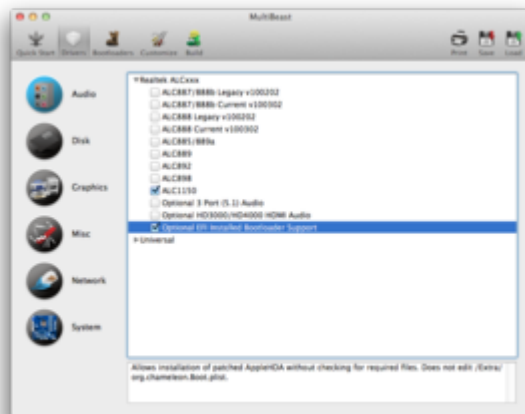 MultiBeast
Quick Start Drivers Bootloaders Customize Build Print Save Load
Audio
Disk
Graphics
Misc
Network
System
Realtek ALCxxx
ALC887/888b Legacy v100202
ALC887/888b Current v100302
ALC888 Legacy v100202
ALC888 Current v100302
ALC885/889a
ALC889
ALC892
ALC898
ALC1150
Optional 3 Port (5.1) Audio
Optional HD3000/HD4000 HDMI Audio
Optional EFI Installed Bootloader Support
Universal
Allows installation of patched AppleHDA without checking for required files. Does not edit /Extra/
org.chameleon.Boot.plist.